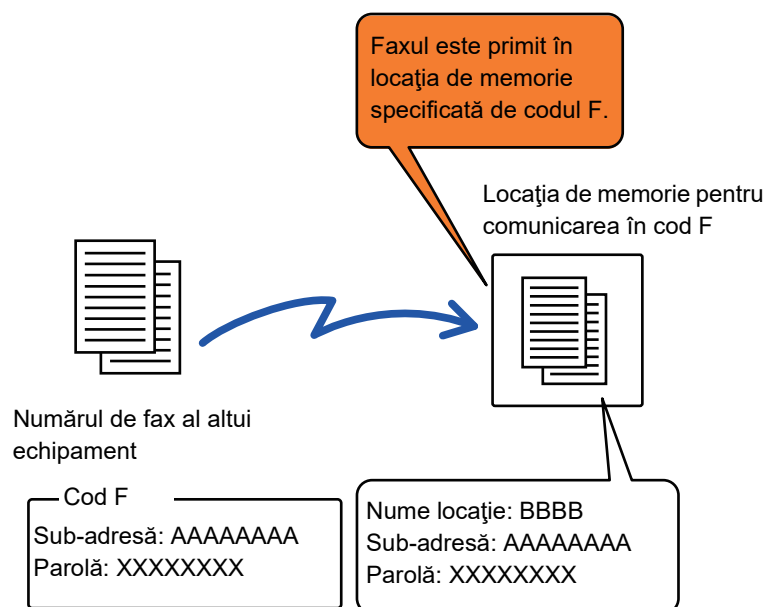 Faxul este primit în
locaţia de memorie
specificată de codul F.
Locaţia de memorie pentru
comunicarea în cod F
Numărul de fax al altui
echipament
Cod F
Sub-adresă: AAAAAAAA
Parolă: XXXXXXXX
Nume locaţie: BBBB
Sub-adresă: AAAAAAAA
Parolă: XXXXXXXX